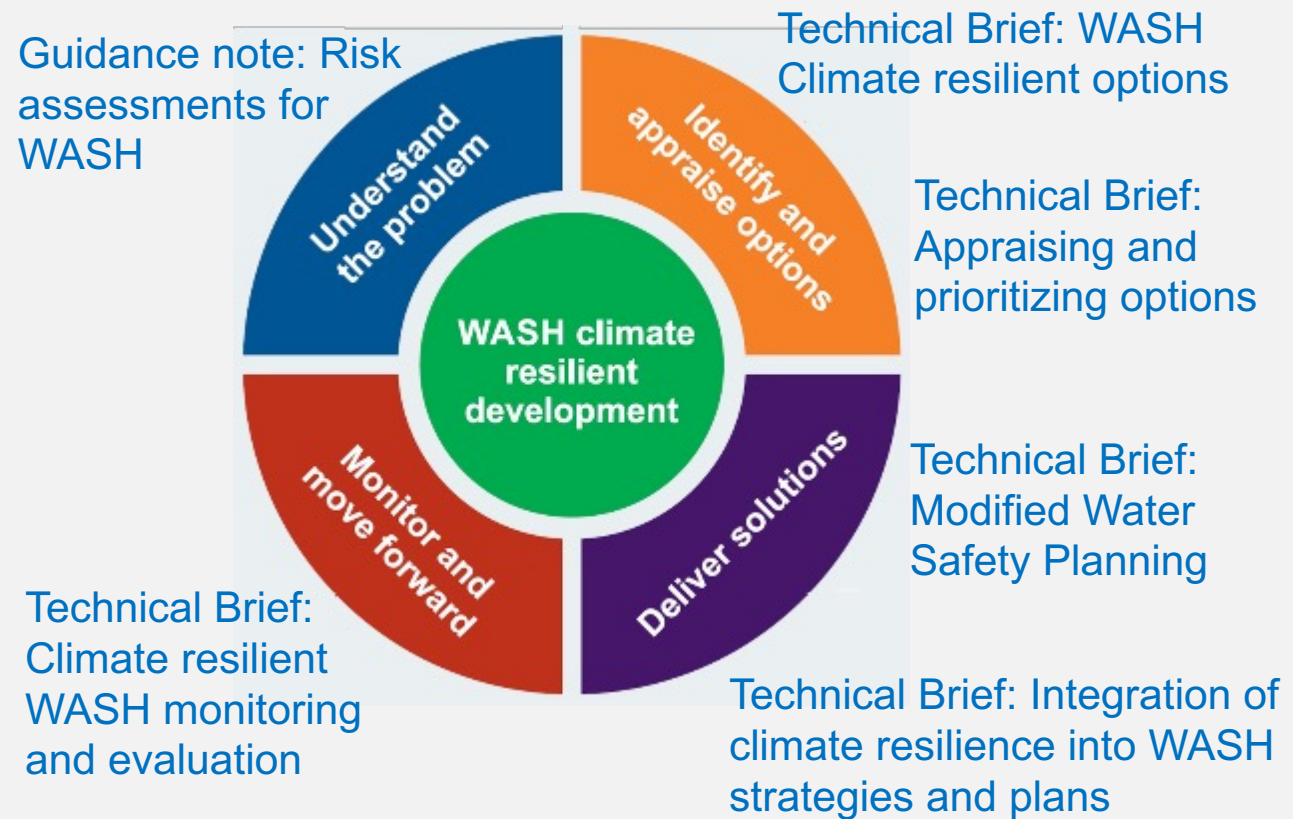 Guidance note: Risk
assessments for
WASH
Technical Brief: WASH
Climate resilient options
Understand
the problem
Identify and
appraise options
Technical Brief:
Appraising and
prioritizing options
WASH climate
resilient
development
Monitor and
move forward
Deliver solutions
Technical Brief:
Modified Water
Safety Planning
Technical Brief:
Climate resilient
WASH monitoring
and evaluation
Technical Brief: Integration of
climate resilience into WASH
strategies and plans